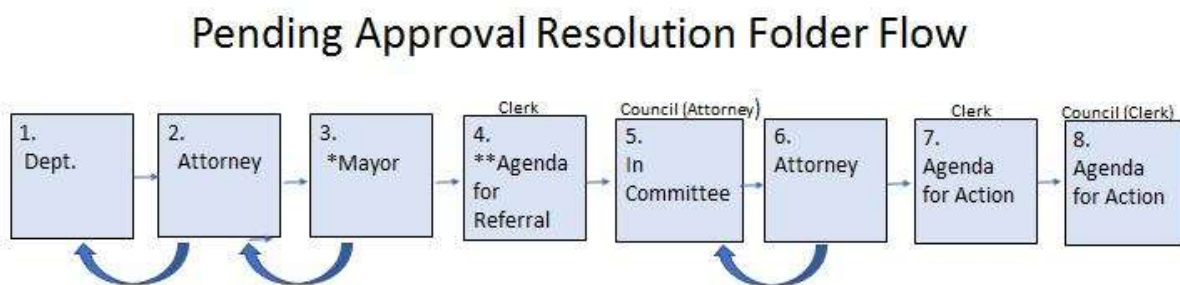 Pending Approval Resolution Folder Flow
1.
Dept.
2.
Attorney
3.
*Mayor
Clerk
4.
**Agenda
for
Referral
Council (Attorney)
5.
In
Committee
6.
Attorney
Clerk
7.
Agenda
for Action
Council (Clerk)
8.
Agenda
for Action